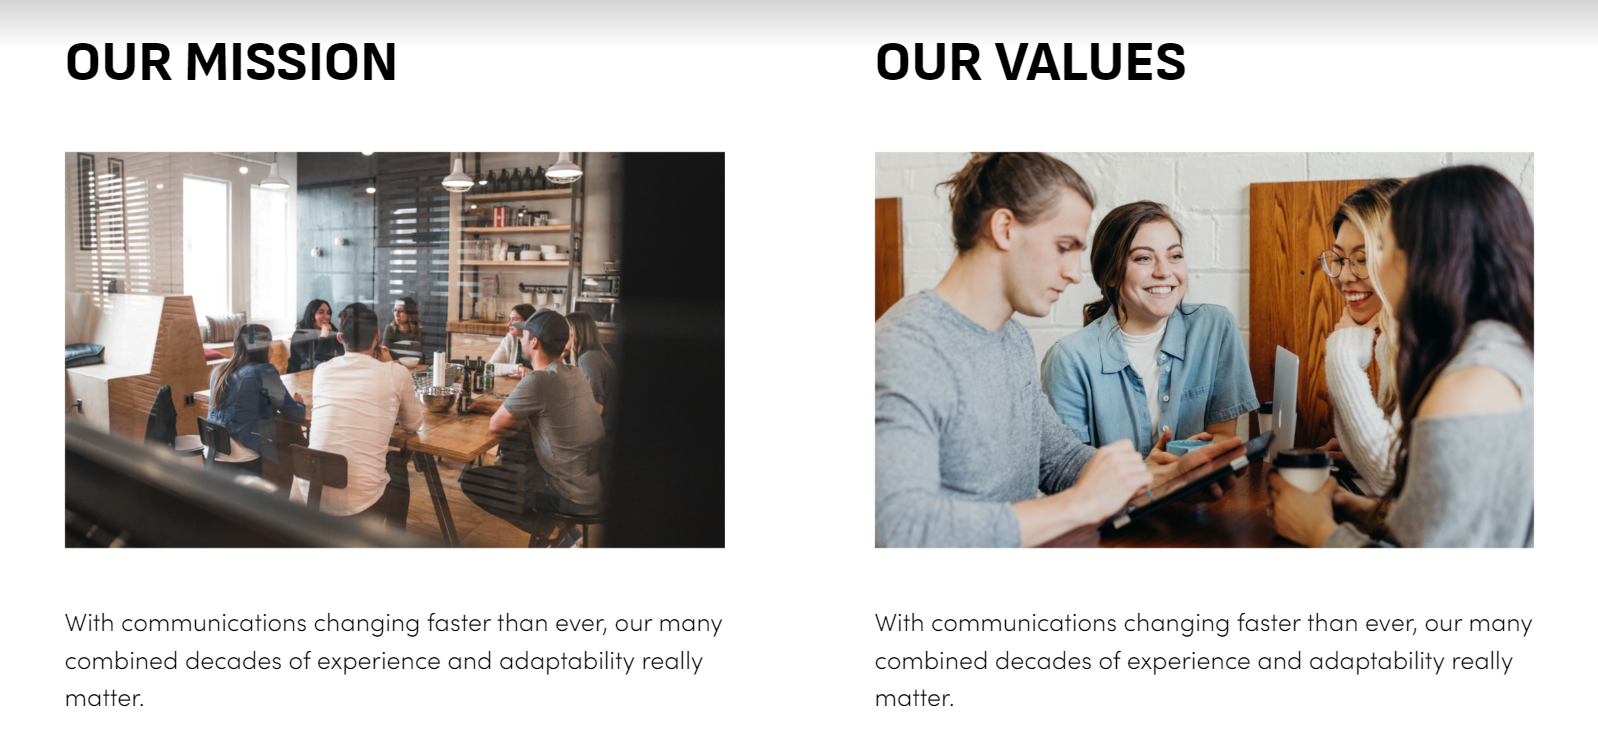 OUR MISSION
With communications changing faster than ever, our many
combined decades of experience and adaptability really
matter.
OUR VALUES
With communications changing faster than ever, our many
combined decades of experience and adaptability really
matter.